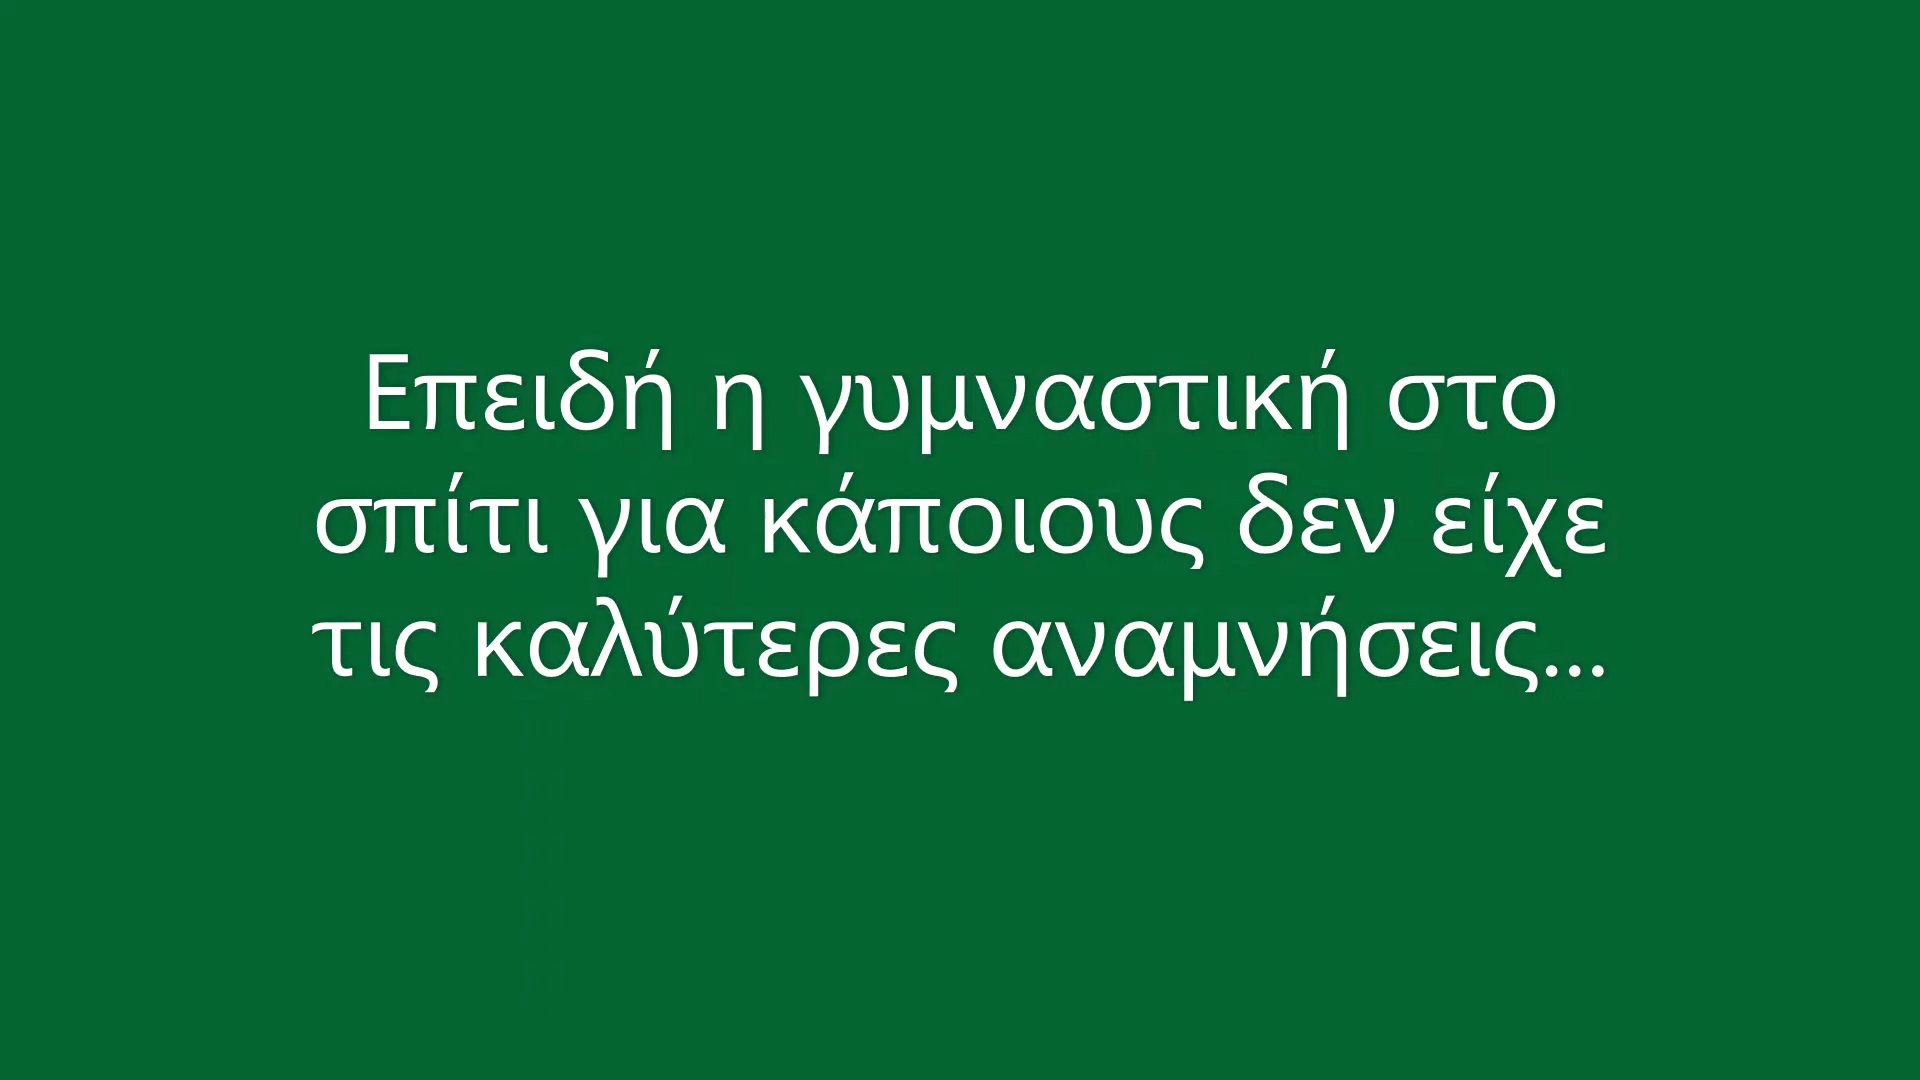 Επειδή η γυμναστική στο
σπίτι για κάποιους δεν είχε
τις καλύτερες αναμνήσεις...